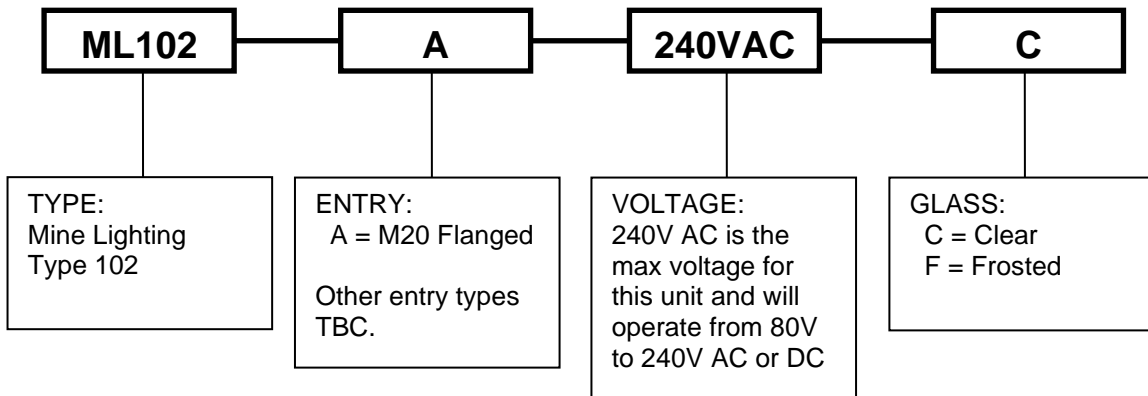 ML102
A
240VAC
C
TYPE:
Mine Lighting
Type 102
ENTRY:
A = M20 Flanged
Other entry types
TBC.
VOLTAGE:
240V AC is the
max voltage for
this unit and will
operate from 80V
to 240V AC or DC
GLASS:
C = Clear
F = Frosted